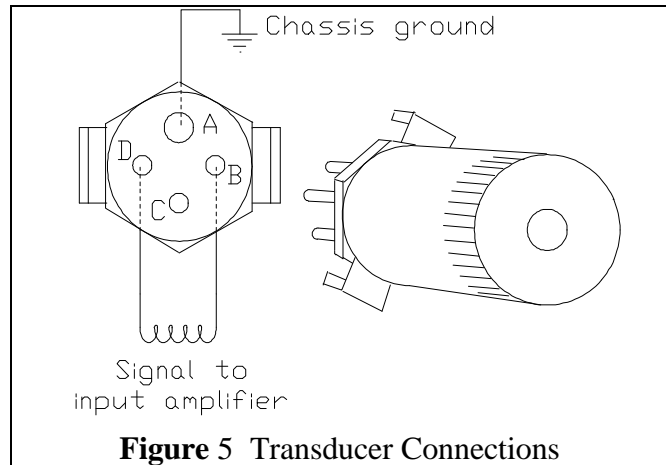 Chassis ground
A
D
B
C
Signal to
input amplifier
Figure 5 Transducer Connections